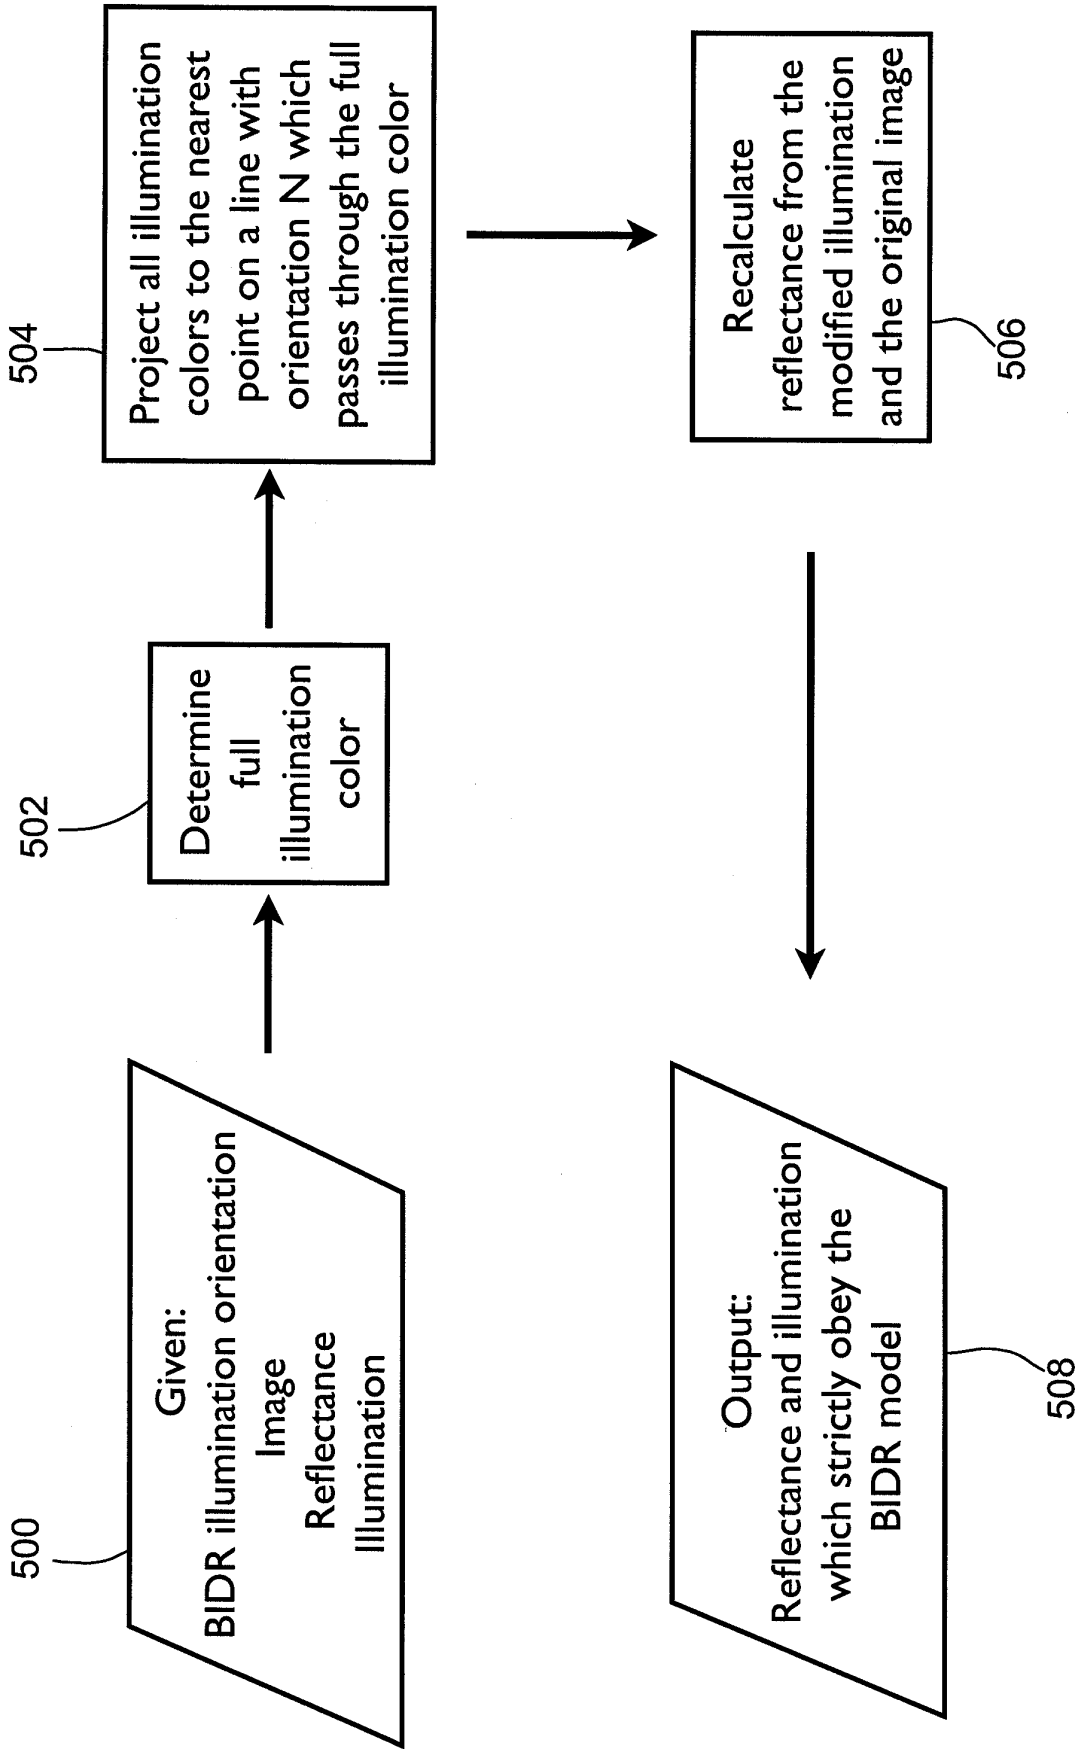 500
Given:
BIDR illumination orientation
Image
Reflectance
Illumination
502
Determine
full
illumination
color
504
Project all illumination
colors to the nearest
point on a line with
orientation N which
passes through the full
illumination color
Recalculate
reflectance from the
modified illumination
and the original image
506
Output:
Reflectance and illumination
which strictly obey the
BIDR model
508